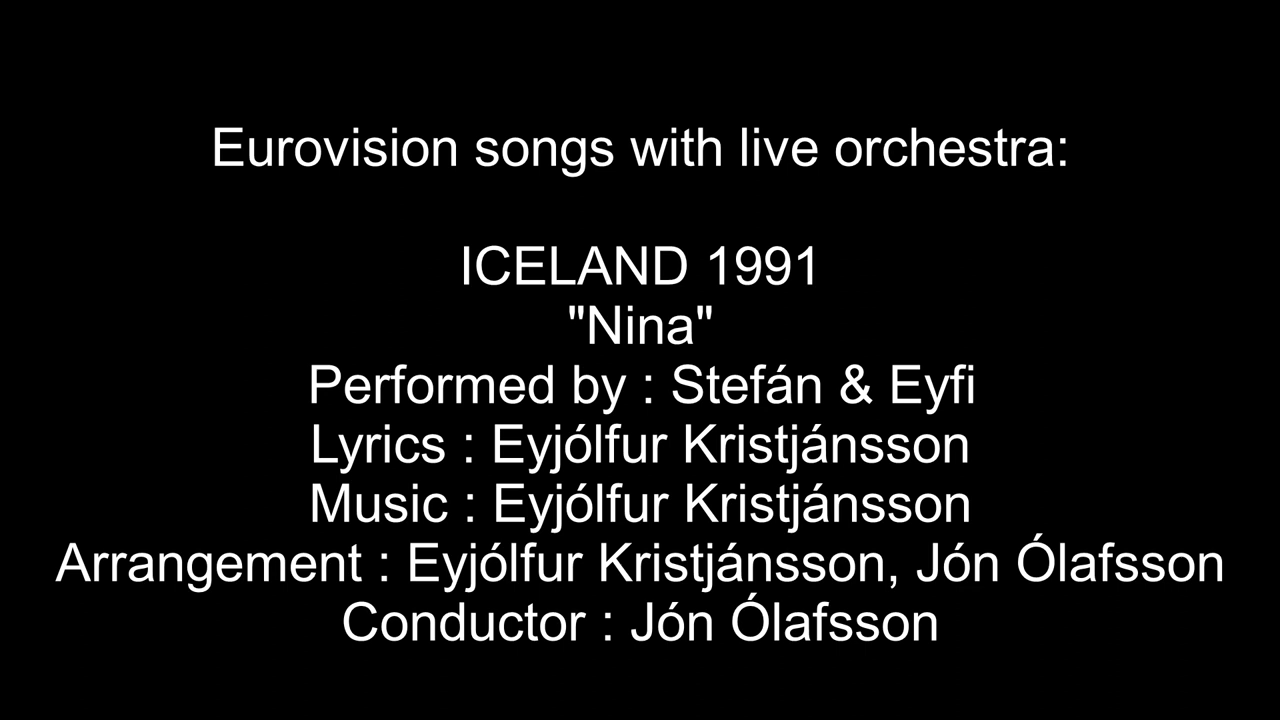 Eurovision songs with live orchestra:
ICELAND 1991
"Nina"
Performed by : Stefán & Eyfi
Lyrics : Eyjólfur Kristjánsson
Music : Eyjólfur Kristjánsson
Arrangement : Eyjólfur Kristjánsson, Jón Ólafsson
Conductor : Jón Ólafsson